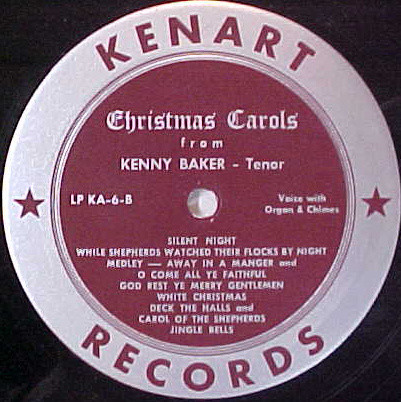 KENART
Christmas Carols
from
KENNY BAKER - Tenor
LP KA-6-B
Voice with
Organ & Chimes
SILENT NIGHT
WHILE SHEPHERDS WATCHED THEIR FLOCKS BY NIGHT
MEDLEY — AWAY IN A MANGER and
O COME ALL YE FAITHFUL
GOD REST YE MERRY GENTLEMEN
WHITE CHRISTMAS
DECK THE HALLS and
CAROL OF THE SHEPHERDS
JINGLE BELLS
RECORDS